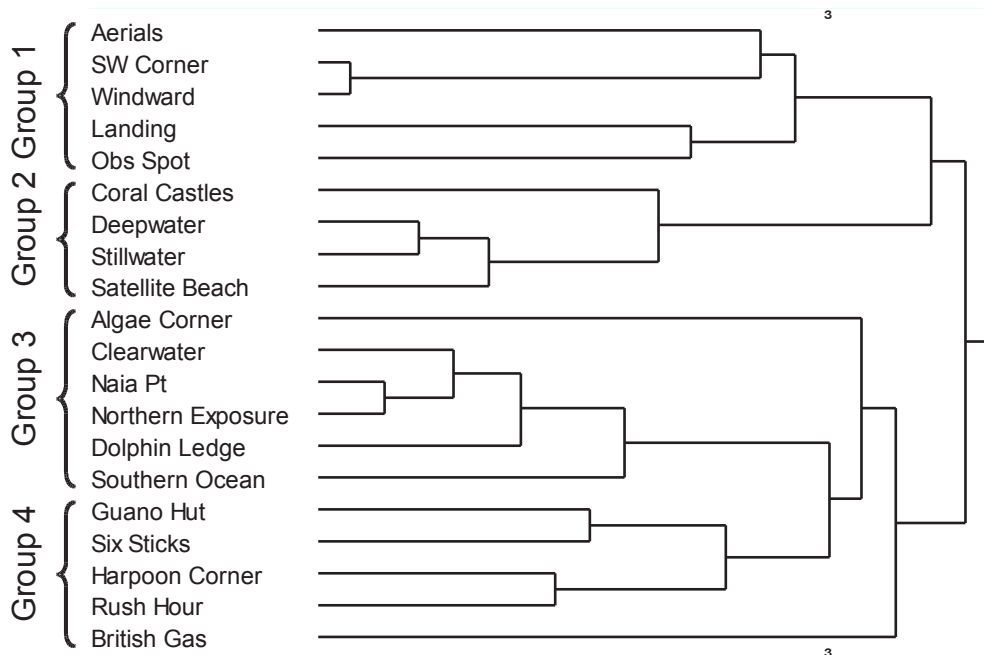 3
Group 1
Aerials
SW Corner
Windward
Landing
Obs Spot
Group 2
Coral Castles
Deepwater
Stillwater
Satellite Beach
Group 3
Algae Corner
Clearwater
Naia Pt
Northern Exposure
Dolphin Ledge
Southern Ocean
Group 4
Guano Hut
Six Sticks
Harpoon Corner
Rush Hour
British Gas
3